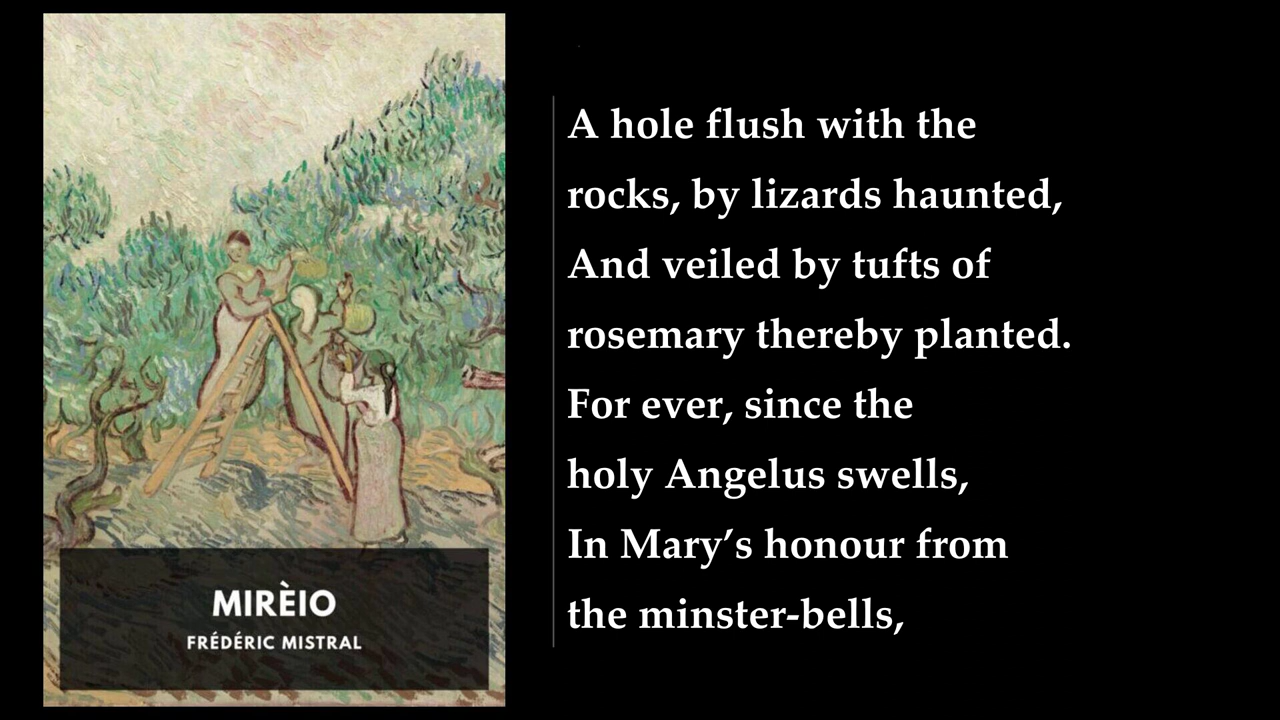 MIRÈIO
FRÉDÉRIC MISTRAL
A hole flush with the
rocks, by lizards haunted,
And veiled by tufts of
rosemary thereby planted.
For ever, since the
holy Angelus swells,
In Mary’s honour from
the minster-bells,